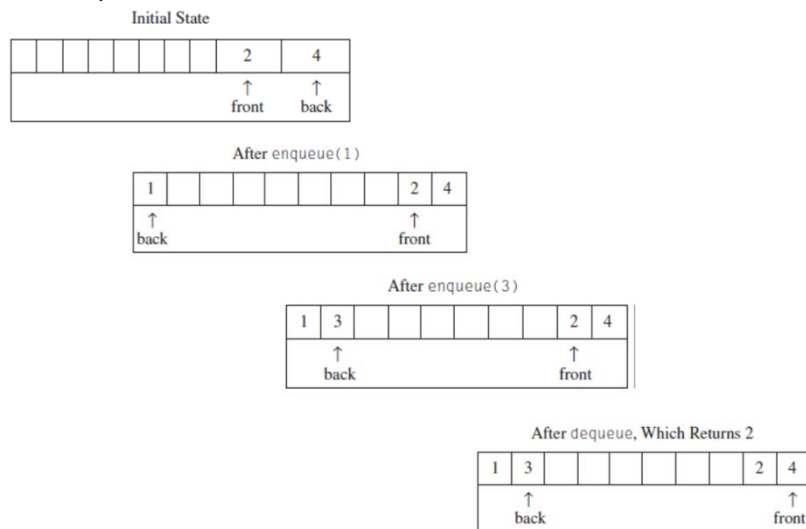 Initial State
2 4
↑ ↑
front back
After enqueue(1)
1 2 4
↑ ↑
back front
After enqueue(3)
1 3 2 4
↑ ↑
back front
After dequeue, Which Returns 2
1 3 2 4
↑ ↑
back front